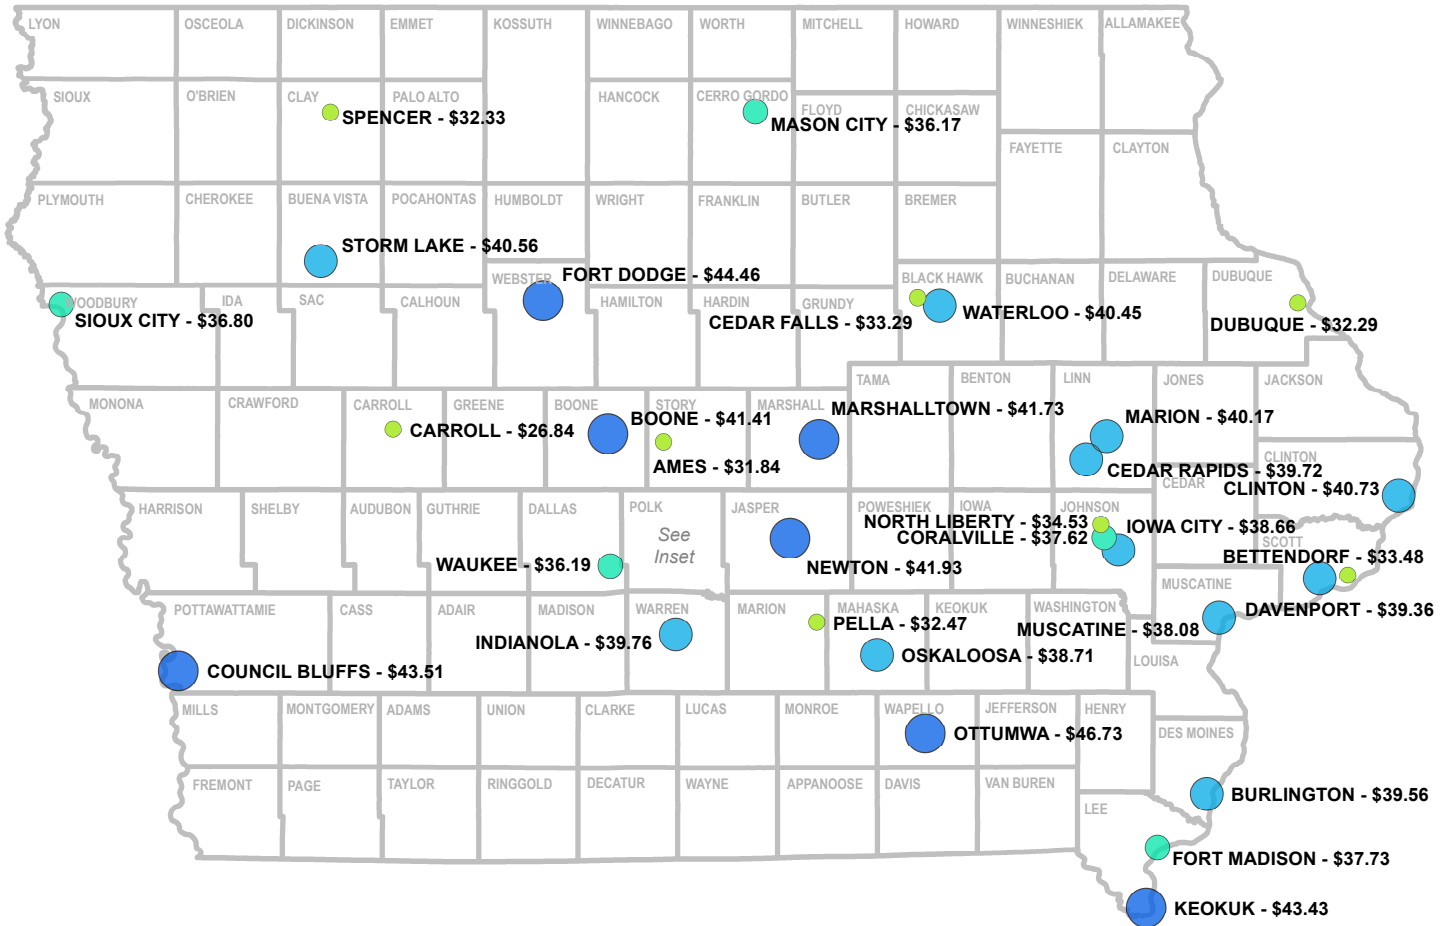 LYON
OSCEOLA
DICKINSON
EMMET
KOSSUTH
WINNEBAGO
WORTH
MITCHELL
HOWARD
WINNESHIEK
ALLAMAKEE
SIOUX
O'BRIEN
CLAY
PALO ALTO
HANCOCK
CERRO GORDO
FLOYD
CHICKASAW
SPENCER - $32.33
MASON CITY - $36.17
FAYETTE
CLAYTON
PLYMOUTH
CHEROKEE
BUENA VISTA
POCAHONTAS
HUMBOLDT
WRIGHT
FRANKLIN
BUTLER
BREMER
STORM LAKE - $40.56
WEBSTER
FORT DODGE - $44.46
BLACK HAWK
BUCHANAN
DELAWARE
DUBUQUE
WOODBURY
IDA
SAC
CALHOUN
HAMILTON
HARDIN
GRUNDY
SIOUX CITY - $36.80
CEDAR FALLS - $33.29
WATERLOO - $40.45
DUBUQUE - $32.29
TAMA
BENTON
LINN
JONES
JACKSON
MONONA
CRAWFORD
CARROLL
GREENE
BOONE
STORY
MARSHALL
MARSHALLTOWN - $41.73
BOONE - $41.41
MARION - $40.17
CARROLL - $26.84
AMES - $31.84
CLINTON
CEDAR RAPIDS - $39.72
CEDAR
CLINTON - $40.73
HARRISON
SHELBY
AUDUBON
GUTHRIE
DALLAS
POLK
JASPER
POWESHIEK
IOWA
JOHNSON
See
Inset
NORTH LIBERTY - $34.53
IOWA CITY - $38.66
CORALVILLE - $37.62
SCOTT
BETTENDORF - $33.48
WAUKEE - $36.19
NEWTON - $41.93
MUSCATINE
POTTAWATTAMIE
CASS
ADAIR
MADISON
WARREN
MARION
MAHASKA
KEOKUK
WASHINGTON
DAVENPORT - $39.36
PELLA - $32.47
MUSCATINE - $38.08
INDIANOLA - $39.76
OSKALOOSA - $38.71
LOUISA
COUNCIL BLUFFS - $43.51
MILLS
MONTGOMERY
ADAMS
UNION
CLARKE
LUCAS
MONROE
WAPELLO
JEFFERSON
HENRY
OTTUMWA - $46.73
DES MOINES
FREMONT
PAGE
TAYLOR
RINGGOLD
DECATUR
WAYNE
APPANOOSE
DAVIS
VAN BUREN
BURLINGTON - $39.56
LEE
FORT MADISON - $37.73
KEOKUK - $43.43